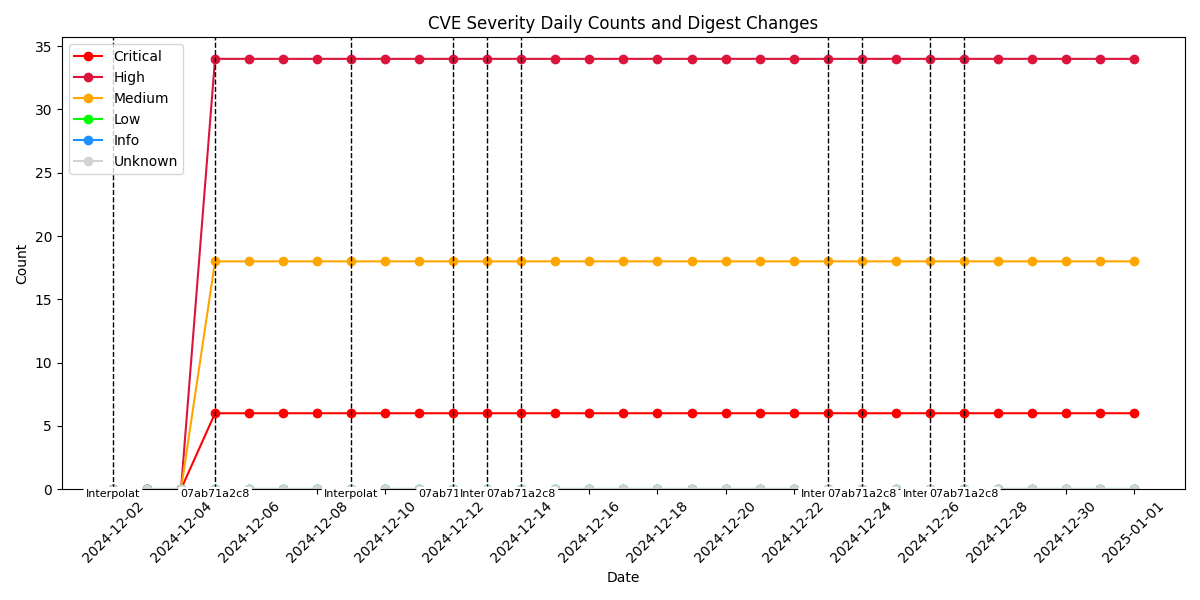 CVE Severity Daily Counts and Digest Changes
Critical
High
Medium
Low
Info
Unknown
Count
35
30
25
20
15
10
5
0
Interpolat
07ab71a2c8
Interpolat
07ab71
Inter
07ab71a2c8
Inter
07ab71a2c8
Inter
07ab71a2c8
2024-12-02
2024-12-04
2024-12-06
2024-12-08
2024-12-10
2024-12-12
2024-12-14
2024-12-16
2024-12-18
2024-12-20
2024-12-22
2024-12-24
2024-12-26
2024-12-28
2024-12-30
2025-01-01
Date